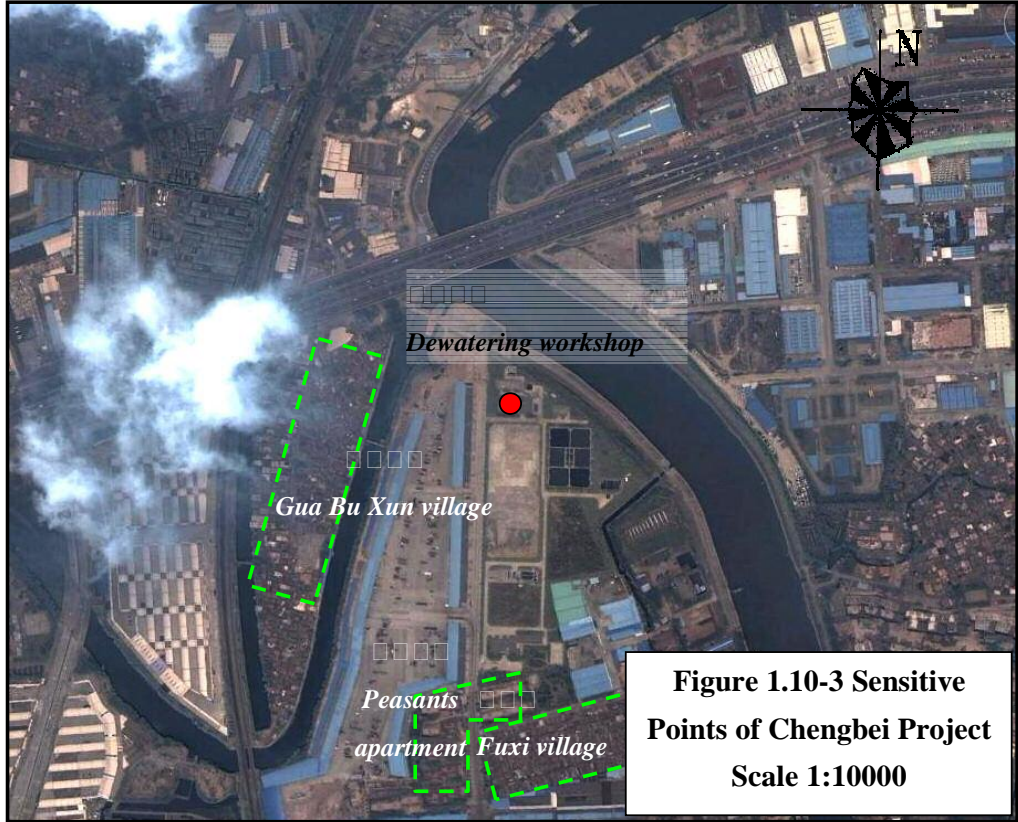 N
Dewatering workshop
Gua Bu Xun village
Peasants
apartment
Fuxi village
Figure 1.10-3 Sensitive
Points of Chengbei Project
Scale 1:10000